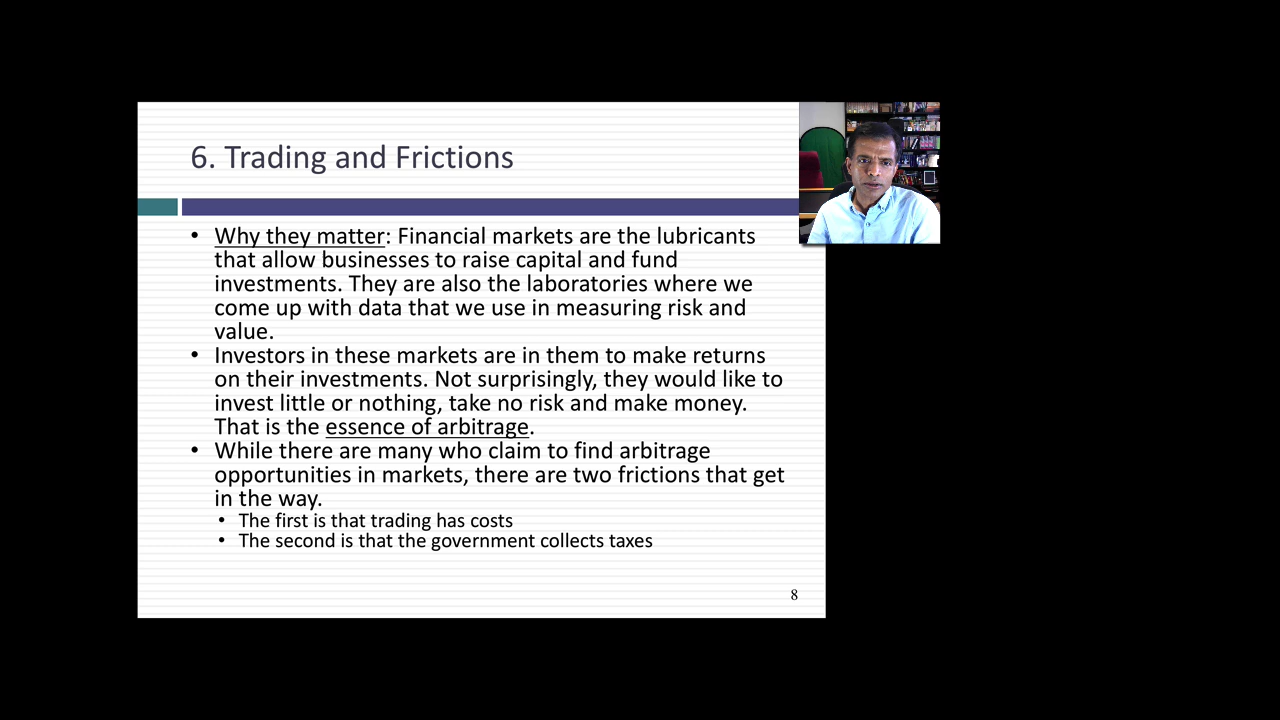 6. Trading and Frictions
• Why they matter: Financial markets are the lubricants
that allow businesses to raise capital and fund
investments. They are also the laboratories where we
come up with data that we use in measuring risk and
value.
• Investors in these markets are in them to make returns
on their investments. Not surprisingly, they would like to
invest little or nothing, take no risk and make money.
That is the essence of arbitrage.
• While there are many who claim to find arbitrage
opportunities in markets, there are two frictions that get
in the way.
• The first is that trading has costs
• The second is that the government collects taxes
8